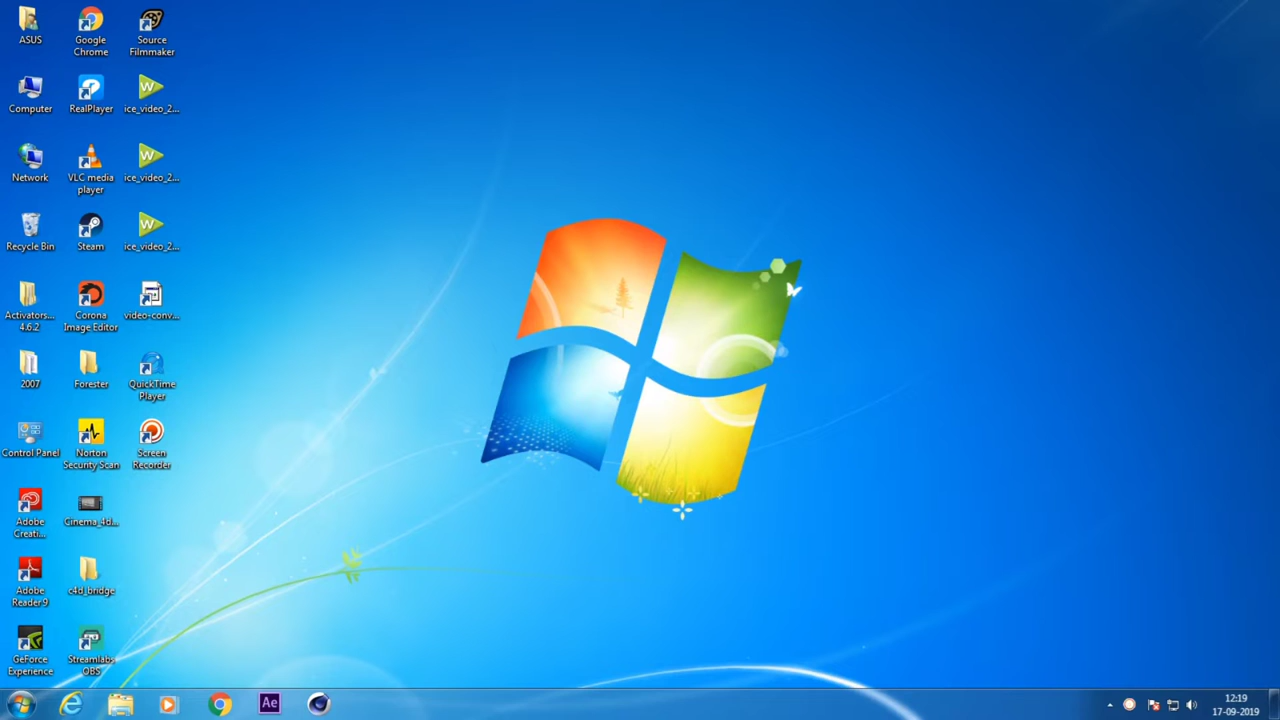 ASUS
Google
Chrome
Source
Filmmaker
Computer
RealPlayer
ice_video_2...
Network
VLC media
player
ice_video_2...
Recycle Bin
Steam
ice_video_2...
Activators...
4.6.2
Corona
Image Editor
video-conv...
2007
Forester
QuickTime
Player
Control Panel
Norton
Security Scan
Screen
Recorder
Adobe
Creati...
Cinema_4d...
Adobe
Reader 9
c4d_bridge
GeForce
Experience
Streamlabs
OBS
Ae
12:19
17-09-2019